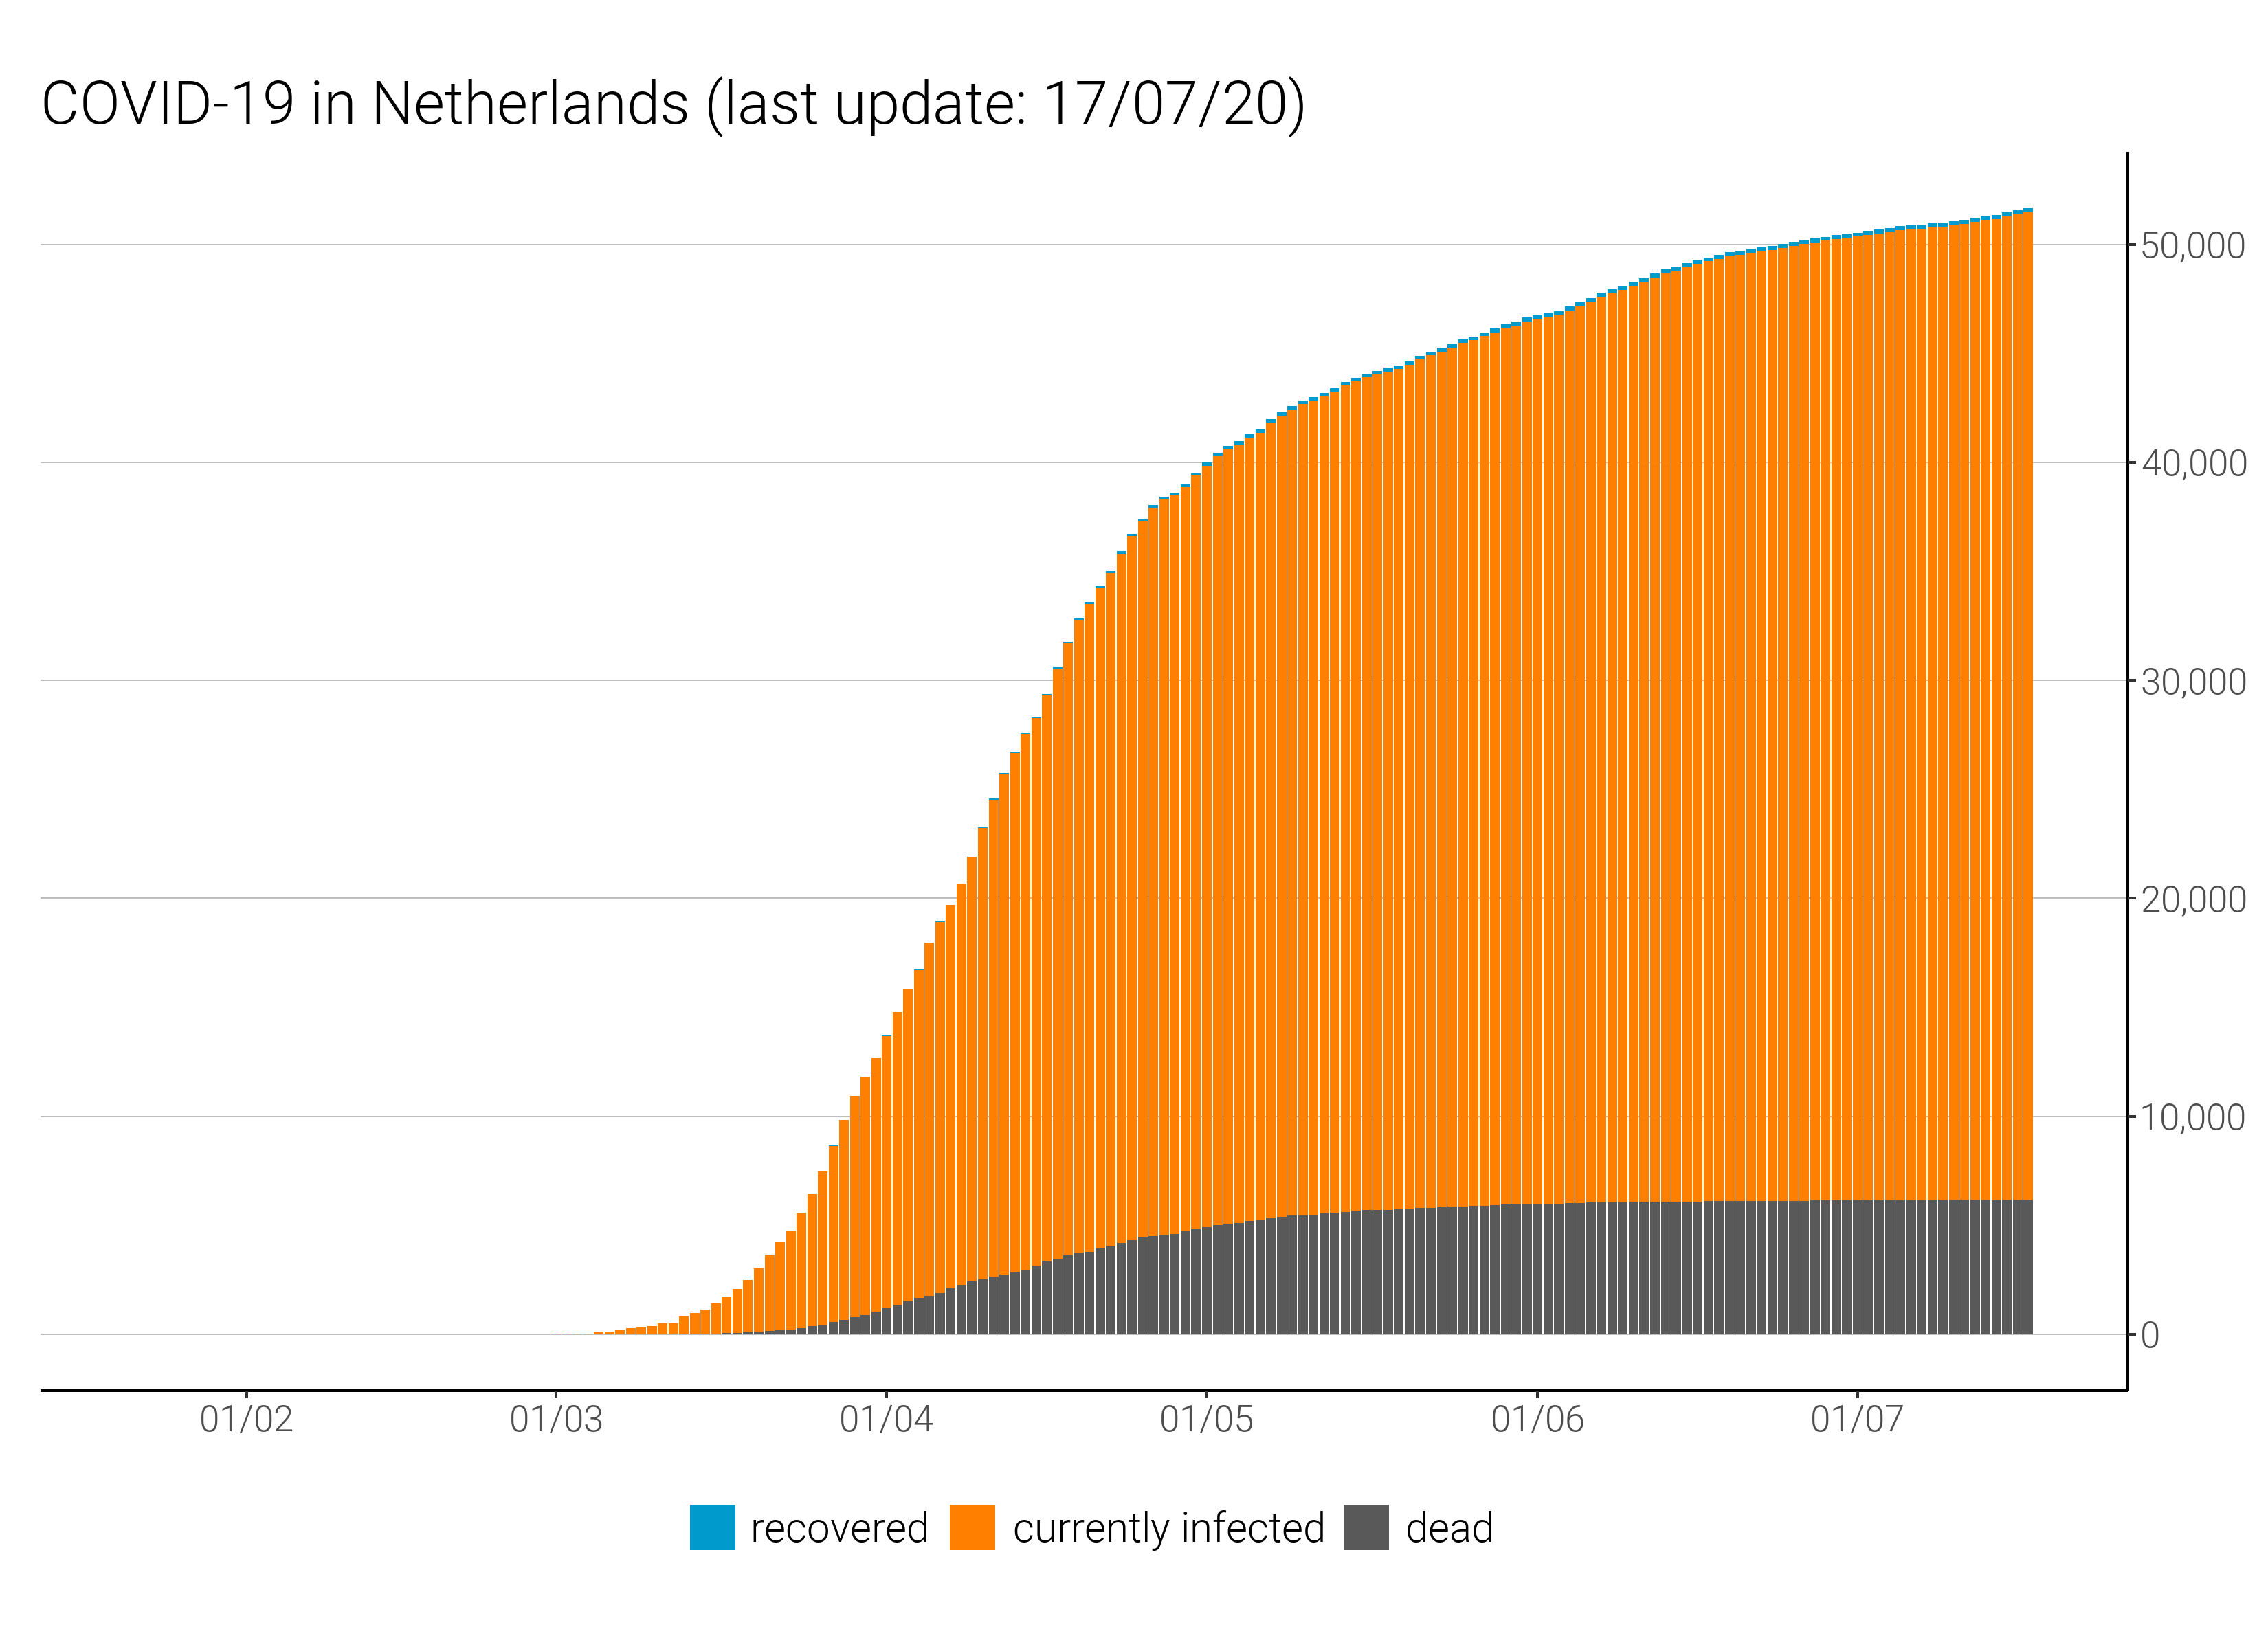 COVID-19 in Netherlands (last update: 17/07/20)
50,000
40,000
30,000
20,000
10,000
0
01/02 01/03 01/04 01/05 01/06 01/07
recovered currently infected dead